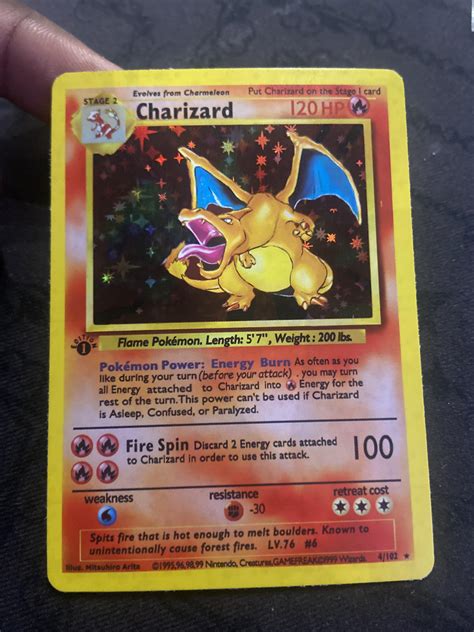 Evolves from Charmeleon Put Charizard on the Stage 1 card
STAGE 2
Charizard 120 HP
Flame Pokémon. Length: 5'7", Weight: 200 lbs.
EDITION
1
Pokémon Power: Energy Burn As often as you
like during your turn (before your attack), you may turn
all Energy attached to Charizard into Energy for the
rest of the turn. This power can't be used if Charizard
is Asleep, Confused, or Paralyzed.
Fire Spin Discard 2 Energy cards attached
to Charizard in order to use this attack.
100
weakness resistance retreat cost
-30
Spits fire that is hot enough to melt boulders. Known to
unintentionally cause forest fires. LV.76 #6
Illus. Mitsuhiro Arita ©1995,96,98,99 Nintendo, Creatures, GAMEFREAK ©1999 Wizards. 4/102 ★